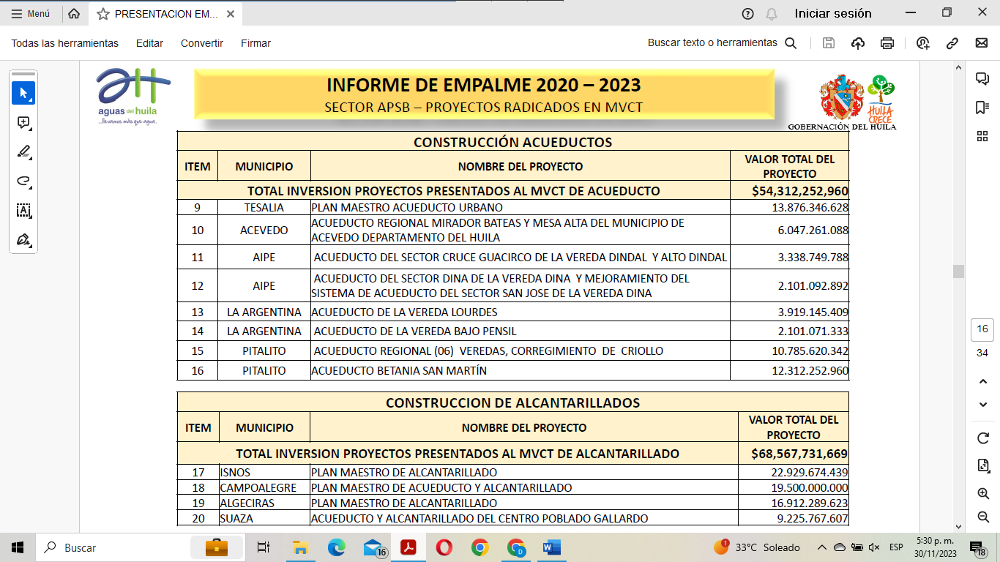 Menú
PRESENTACION EM...
Iniciar sesión
Todas las herramientas
Editar
Convertir
Firmar
Buscar texto o herramientas
aguas del huila
...llevamos más que agua.
INFORME DE EMPALME 2020 – 2023
SECTOR APSB – PROYECTOS RADICADOS EN MVCT
HUILA
CRECE
GOBERNACIÓN DEL HUILA
CONSTRUCCIÓN ACUEDUCTOS
ITEM MUNICIPIO NOMBRE DEL PROYECTO VALOR TOTAL DEL
PROYECTO
TOTAL INVERSION PROYECTOS PRESENTADOS AL MVCT DE ACUEDUCTO $54,312,252,960
9 TESALIA PLAN MAESTRO ACUEDUCTO URBANO 13.876.346.628
10 ACEVEDO ACUEDUCTO REGIONAL MIRADOR BATEAS Y MESA ALTA DEL MUNICIPIO DE
ACEVEDO DEPARTAMENTO DEL HUILA 6.047.261.088
11 AIPE ACUEDUCTO DEL SECTOR CRUCE GUACIRCO DE LA VEREDA DINDAL Y ALTO DINDAL 3.338.749.788
12 AIPE ACUEDUCTO DEL SECTOR DINA DE LA VEREDA DINA Y MEJORAMIENTO DEL
SISTEMA DE ACUEDUCTO DEL SECTOR SAN JOSE DE LA VEREDA DINA 2.101.092.892
13 LA ARGENTINA ACUEDUCTO DE LA VEREDA LOURDES 3.919.145.409
14 LA ARGENTINA ACUEDUCTO DE LA VEREDA BAJO PENSIL 2.101.071.333
15 PITALITO ACUEDUCTO REGIONAL (06) VEREDAS, CORREGIMIENTO DE CRIOLLO 10.785.620.342
16 PITALITO ACUEDUCTO BETANIA SAN MARTÍN 12.312.252.960
CONSTRUCCION DE ALCANTARILLADOS
ITEM MUNICIPIO NOMBRE DEL PROYECTO VALOR TOTAL DEL
PROYECTO
TOTAL INVERSION PROYECTOS PRESENTADOS AL MVCT DE ALCANTARILLADO $68,567,731,669
17 ISNOS PLAN MAESTRO DE ALCANTARILLADO 22.929.674.439
18 CAMPOALEGRE PLAN MAESTRO DE ACUEDUCTO Y ALCANTARILLADO 19.500.000.000
19 ALGECIRAS PLAN MAESTRO DE ALCANTARILLADO 16.912.289.623
20 SUAZA ACUEDUCTO Y ALCANTARILLADO DEL CENTRO POBLADO GALLARDO 9.225.767.607
16
34
Buscar
16
D
1
33°C Soleado
ESP
5:30 p. m.
30/11/2023
18